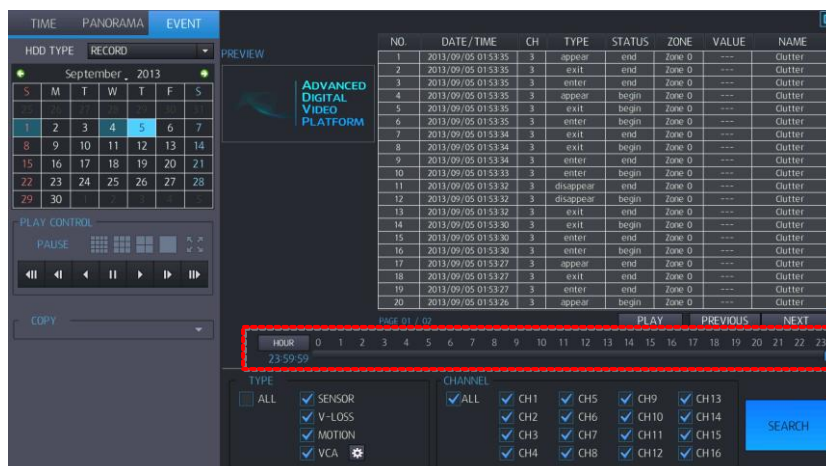 TIME PANORAMA EVENT
HDD TYPE RECORD
September 2013
S M T W T F S
25 26 27 28 29 30 31
1 2 3 4 5 6 7
8 9 10 11 12 13 14
15 16 17 18 19 20 21
22 23 24 25 26 27 28
29 30 1 2 3 4 5
PLAY CONTROL
PAUSE
COPY
PREVIEW
ADVANCED
DIGITAL
VIDEO
PLATFORM
NO. DATE/TIME CH TYPE STATUS ZONE VALUE NAME
1 2013/09/05 01:53:35 3 appear end Zone 0 --- Clutter
2 2013/09/05 01:53:35 3 exit end Zone 0 --- Clutter
3 2013/09/05 01:53:35 3 enter end Zone 0 --- Clutter
4 2013/09/05 01:53:35 3 appear begin Zone 0 --- Clutter
5 2013/09/05 01:53:35 3 exit begin Zone 0 --- Clutter
6 2013/09/05 01:53:35 3 enter begin Zone 0 --- Clutter
7 2013/09/05 01:53:34 3 exit end Zone 0 --- Clutter
8 2013/09/05 01:53:34 3 exit begin Zone 0 --- Clutter
9 2013/09/05 01:53:34 3 enter end Zone 0 --- Clutter
10 2013/09/05 01:53:33 3 enter begin Zone 0 --- Clutter
11 2013/09/05 01:53:32 3 disappear end Zone 0 --- Clutter
12 2013/09/05 01:53:32 3 disappear begin Zone 0 --- Clutter
13 2013/09/05 01:53:32 3 exit end Zone 0 --- Clutter
14 2013/09/05 01:53:30 3 exit begin Zone 0 --- Clutter
15 2013/09/05 01:53:30 3 enter end Zone 0 --- Clutter
16 2013/09/05 01:53:30 3 enter begin Zone 0 --- Clutter
17 2013/09/05 01:53:27 3 appear end Zone 0 --- Clutter
18 2013/09/05 01:53:27 3 exit end Zone 0 --- Clutter
19 2013/09/05 01:53:27 3 enter end Zone 0 --- Clutter
20 2013/09/05 01:53:26 3 appear begin Zone 0 --- Clutter
PAGE 01 / 02 PLAY PREVIOUS NEXT
HOUR 0 1 2 3 4 5 6 7 8 9 10 11 12 13 14 15 16 17 18 19 20 21 22 23
23:59:59
TYPE
ALL SENSOR
V-LOSS
MOTION
VCA
CHANNEL
ALL CH1 CH5 CH9 CH13
CH2 CH6 CH10 CH14
CH3 CH7 CH11 CH15
CH4 CH8 CH12 CH16
SEARCH